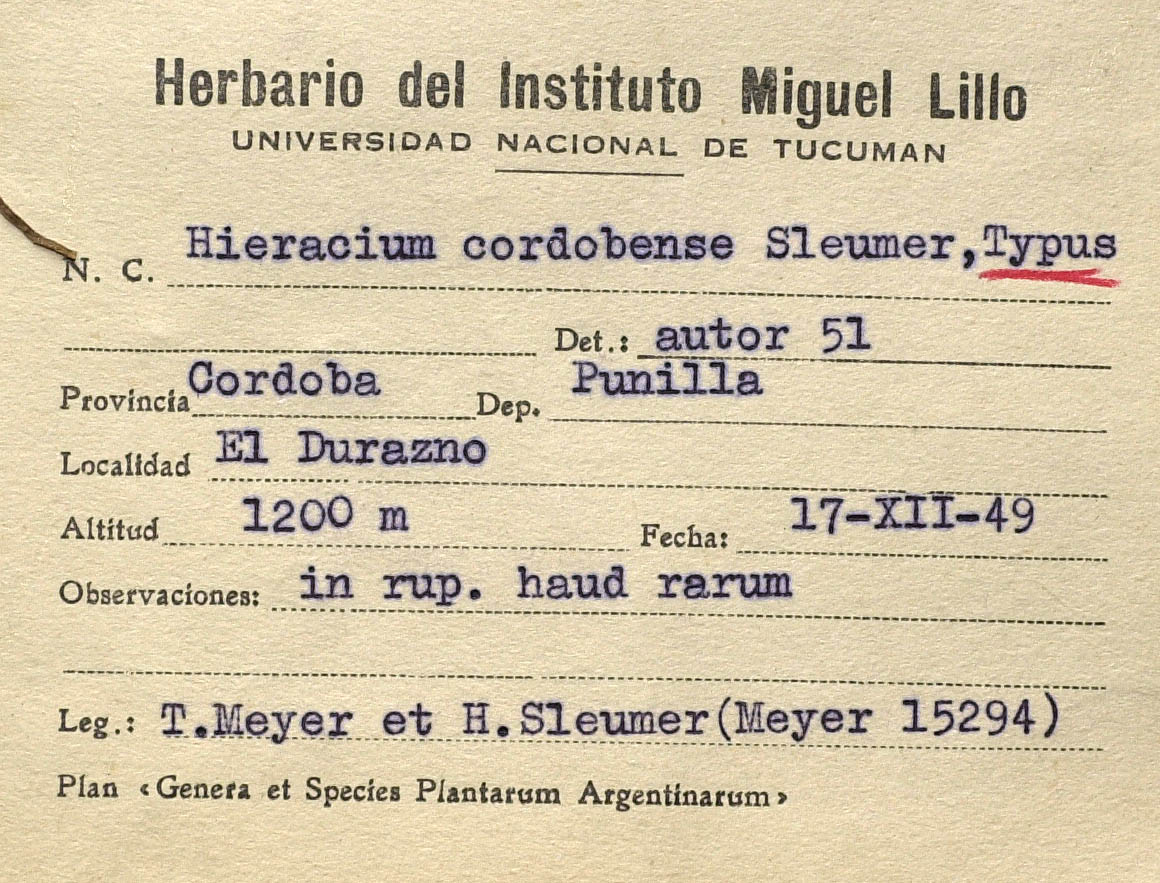 Herbario del Instituto Miguel Lillo
UNIVERSIDAD NACIONAL DE TUCUMAN
N. C. Hieracium cordobense Sleumer, Typus
Det.: autor 51
Provincia Cordoba Dep. Punilla
Localidad El Durazno
Altitud 1200 m Fecha: 17-XII-49
Observaciones: in rup. haud rarum
Leg.: T.Meyer et H.Sleumer(Meyer 15294)
Plan «Genera et Species Plantarum Argentinarum»